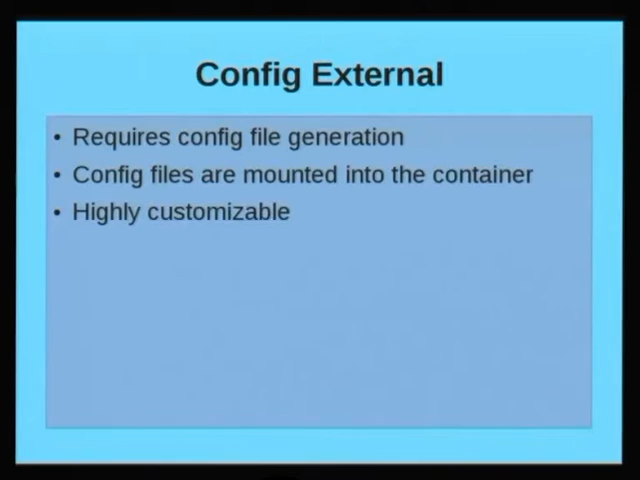 Config External
• Requires config file generation
• Config files are mounted into the container
• Highly customizable